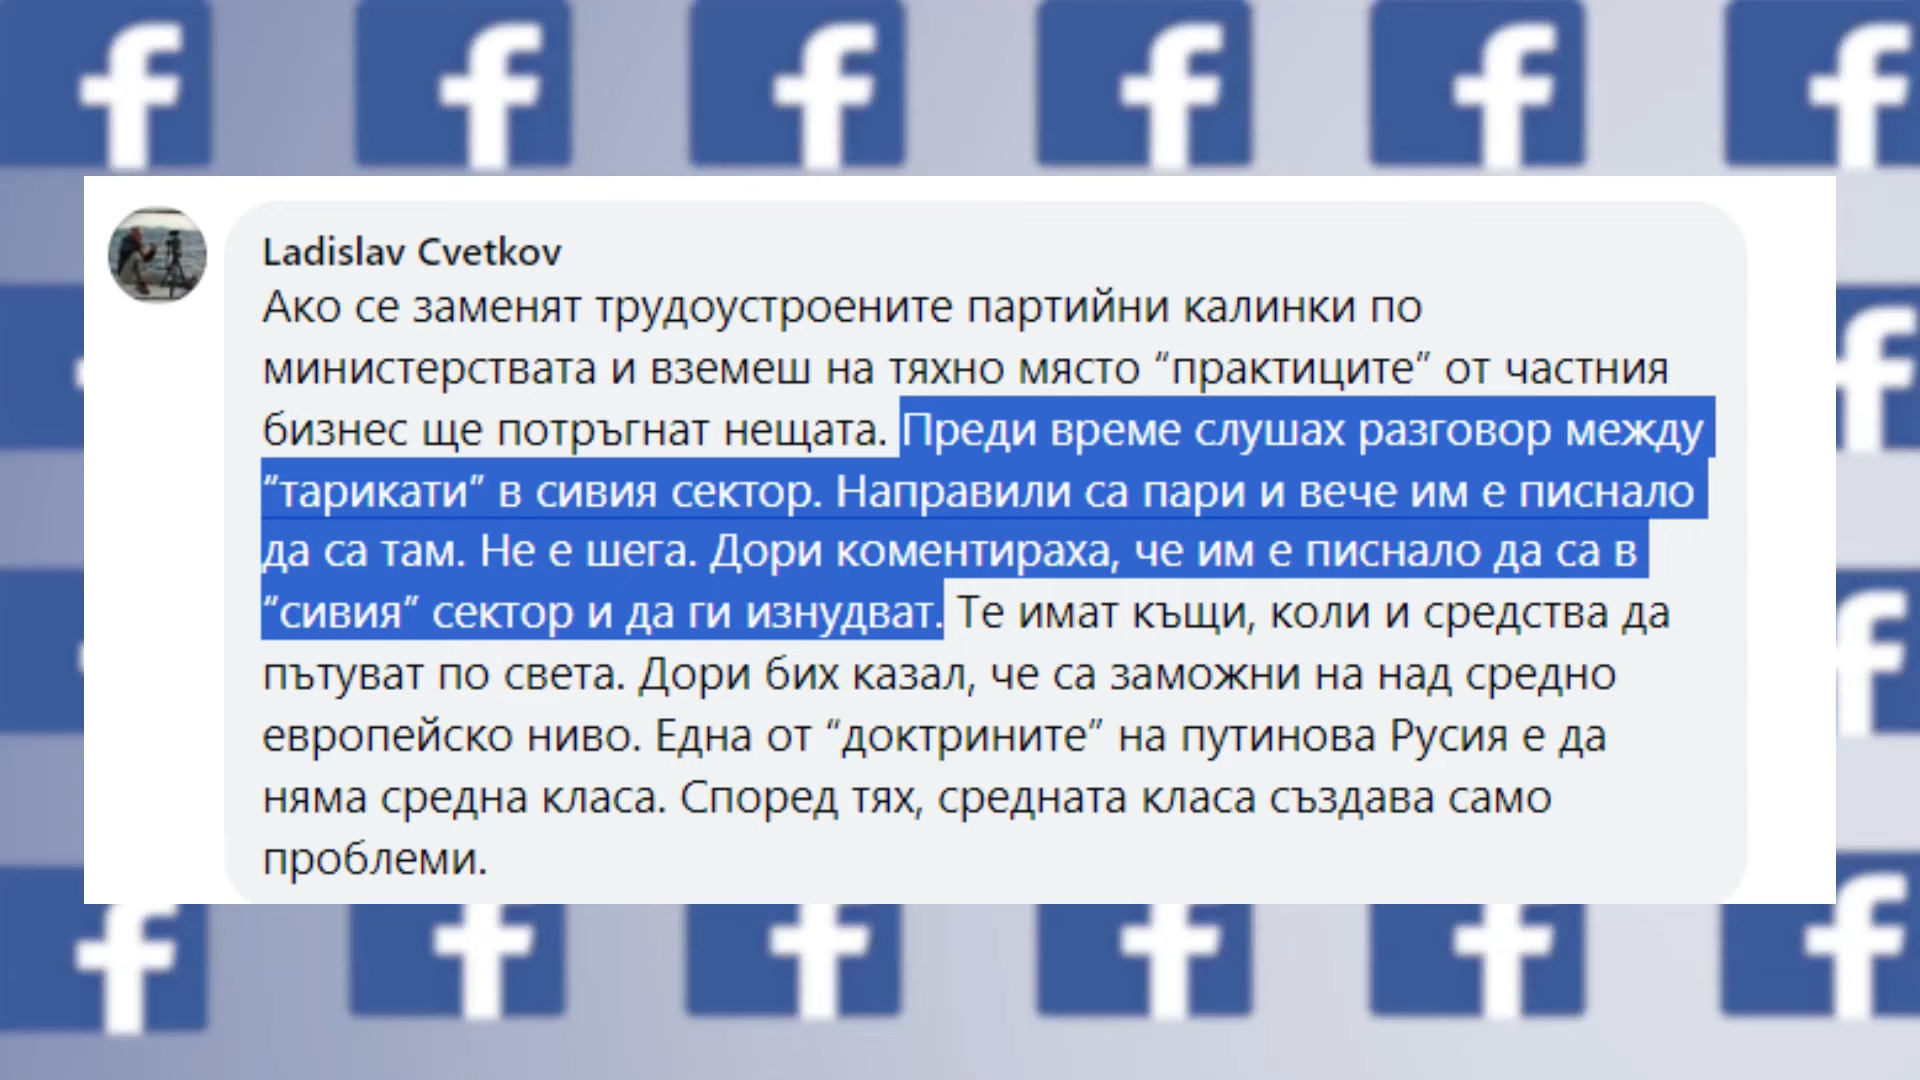 Ladislav Cvetkov
Ако се заменят трудоустроените партийни калинки по
министерствата и вземеш на тяхно място “практиците” от частния
бизнес ще потръгнат нещата. Преди време слушах разговор между
“тарикати” в сивия сектор. Направили са пари и вече им е писнало
да са там. Не е шега. Дори коментираха, че им е писнало да са в
“сивия” сектор и да ги изнудват. Те имат къщи, коли и средства да
пътуват по света. Дори бих казал, че са заможни на над средно
европейско ниво. Една от “доктрините” на путинова Русия е да
няма средна класа. Според тях, средната класа създава само
проблеми.